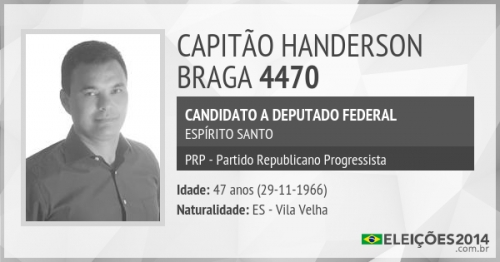 CAPITÃO HANDERSON
BRAGA 4470
CANDIDATO A DEPUTADO FEDERAL
ESPÍRITO SANTO
PRP - Partido Republicano Progressista
Idade: 47 anos (29-11-1966)
Naturalidade: ES - Vila Velha
ELEIÇÕES2014
.com.br